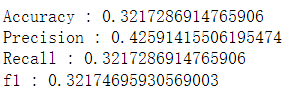 Accuracy : 0.3217286914765906
Precision : 0.42591415506195474
Recall : 0.3217286914765906
f1 : 0.32174695930569003